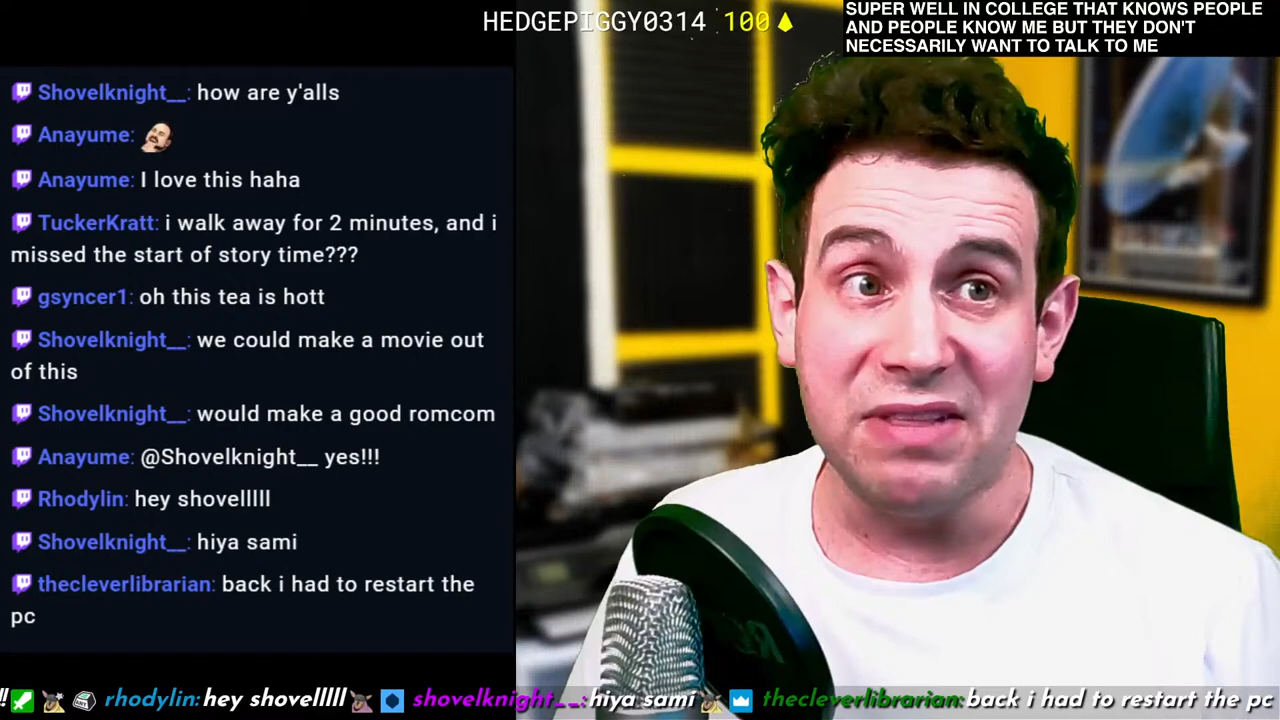 HEDGEPIGGY0314 100
SUPER WELL IN COLLEGE THAT KNOWS PEOPLE
AND PEOPLE KNOW ME BUT THEY DON'T
NECESSARILY WANT TO TALK TO ME
Shovelknight__: how are y'alls
Anayume:
Anayume: I love this haha
TuckerKratt: i walk away for 2 minutes, and i
missed the start of story time???
gsyncer1: oh this tea is hott
Shovelknight__: we could make a movie out
of this
Shovelknight__: would make a good romcom
Anayume: @Shovelknight__ yes!!!
Rhodylin: hey shovelllll
Shovelknight__: hiya sami
thecleverlibrarian: back i had to restart the
pc
!! rhodylin: hey shovelllll shovelknight__: hiya sami thecleverlibrarian: back i had to restart the pc